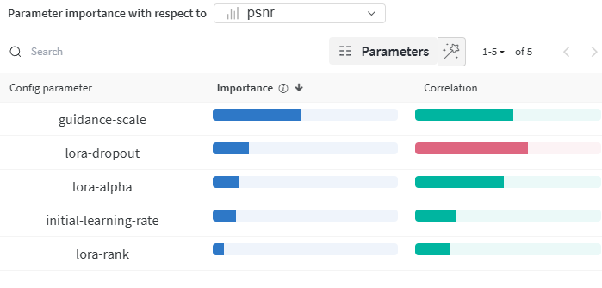 Parameter importance with respect to psnr
Search Parameters 1-5 of 5
Config parameter Importance Correlation
guidance-scale
lora-dropout
lora-alpha
initial-learning-rate
lora-rank